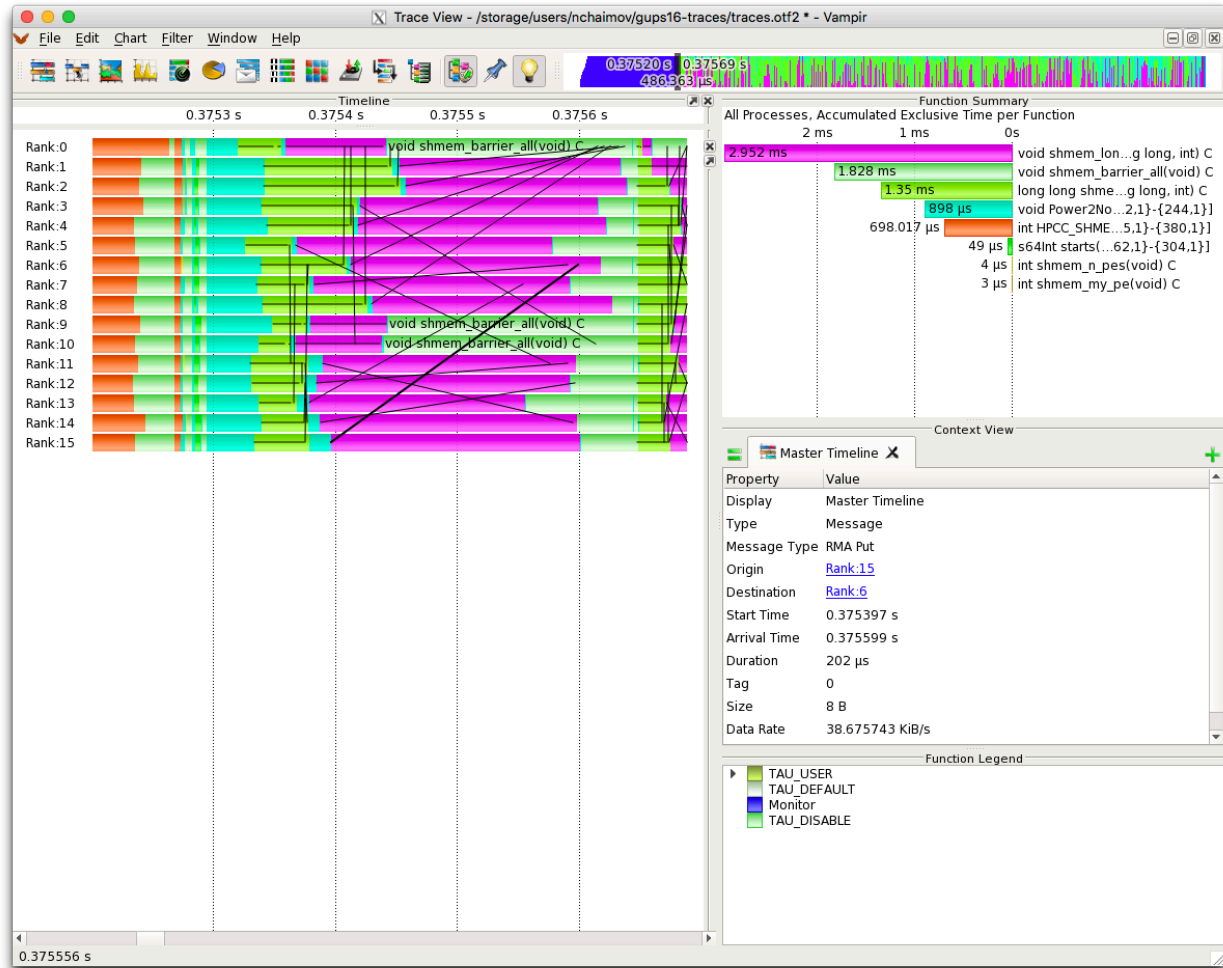 Trace View - /storage/users/nchaimov/gups16-traces/traces.otf2 * - Vampir
File Edit Chart Filter Window Help
0.37520 s 0.37569 s
486.363 µs
Timeline
0.3753 s 0.3754 s 0.3755 s 0.3756 s
Rank:0 void shmem_barrier_all(void) C
Rank:1
Rank:2
Rank:3
Rank:4
Rank:5
Rank:6
Rank:7
Rank:8
Rank:9 void shmem_barrier_all(void) C
Rank:10 void shmem_barrier_all(void) C
Rank:11
Rank:12
Rank:13
Rank:14
Rank:15
Function Summary
All Processes, Accumulated Exclusive Time per Function
2 ms 1 ms 0s
2.952 ms void shmem_lon...g long, int) C
1.828 ms void shmem_barrier_all(void) C
1.35 ms long long shme...g long, int) C
898 µs void Power2No...2,1}-{244,1}]
698.017 µs int HPCC_SHME...5,1}-{380,1}]
49 µs s64Int starts(...62,1}-{304,1}]
4 µs int shmem_n_pes(void) C
3 µs int shmem_my_pe(void) C
Context View
Master Timeline
Property Value
Display Master Timeline
Type Message
Message Type RMA Put
Origin Rank:15
Destination Rank:6
Start Time 0.375397 s
Arrival Time 0.375599 s
Duration 202 µs
Tag 0
Size 8 B
Data Rate 38.675743 KiB/s
Function Legend
TAU_USER
TAU_DEFAULT
Monitor
TAU_DISABLE
0.375556 s